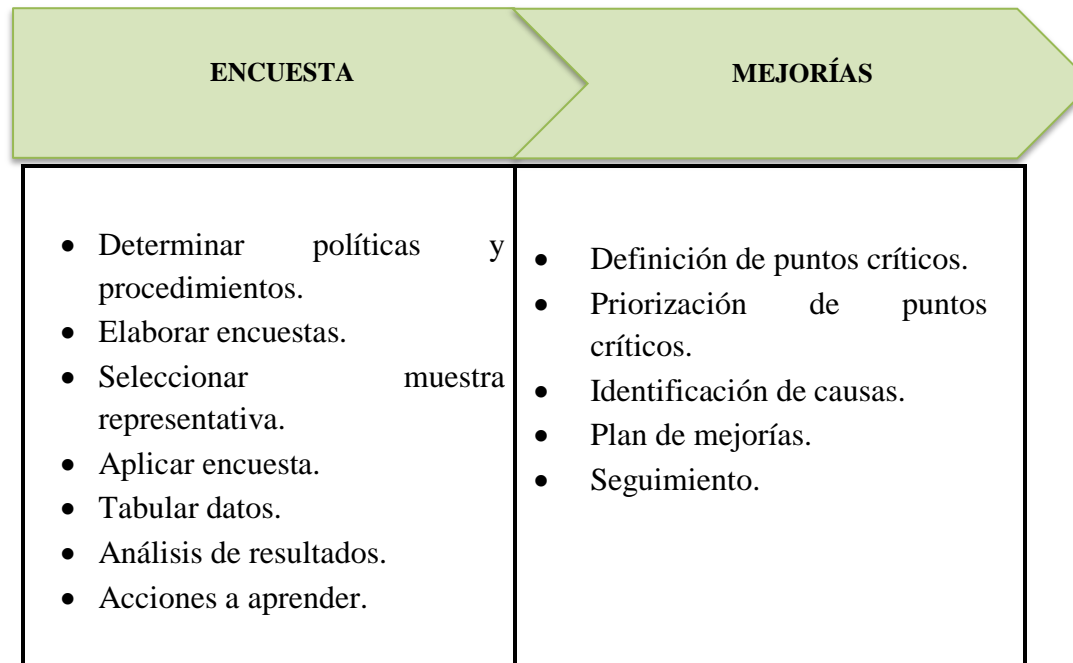 ENCUESTA
MEJORÍAS
• Determinar políticas y
procedimientos.
• Elaborar encuestas.
• Seleccionar muestra
representativa.
• Aplicar encuesta.
• Tabular datos.
• Análisis de resultados.
• Acciones a aprender.
• Definición de puntos críticos.
• Priorización de puntos
críticos.
• Identificación de causas.
• Plan de mejorías.
• Seguimiento.